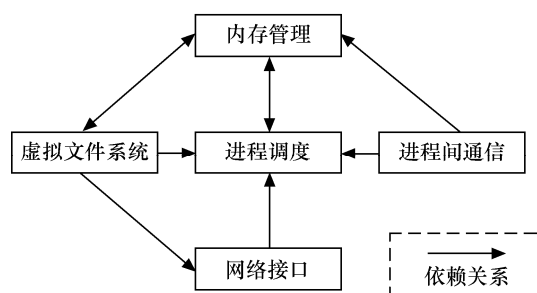 内存管理
虚拟文件系统
进程调度
进程间通信
网络接口
依赖关系